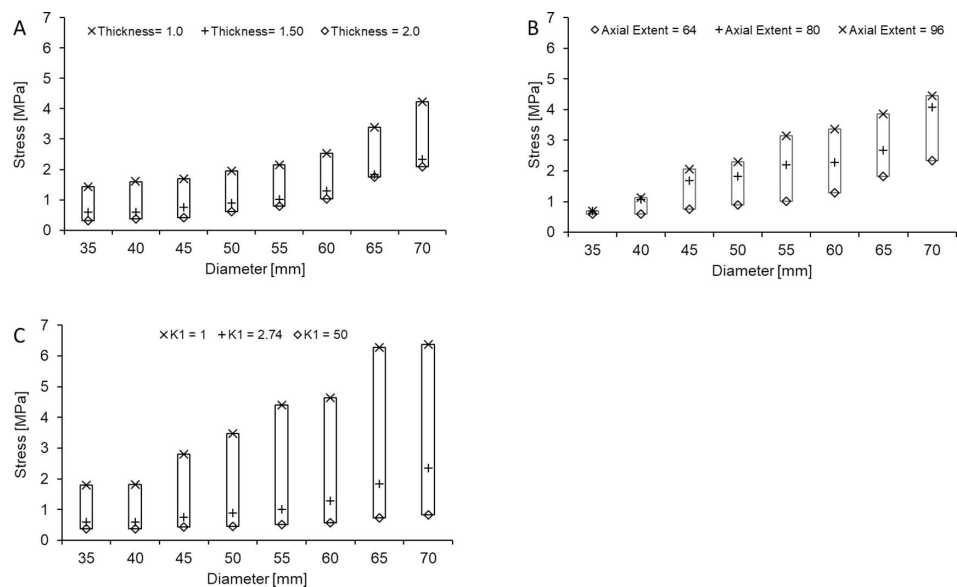 A
Thickness= 1.0 Thickness= 1.50 Thickness = 2.0
Stress [MPa]
7
6
5
4
3
2
1
0
35 40 45 50 55 60 65 70
Diameter [mm]
B
Axial Extent = 64 Axial Extent = 80 Axial Extent = 96
Stress [MPa]
7
6
5
4
3
2
1
0
35 40 45 50 55 60 65 70
Diameter [mm]
C
K1 = 1 K1 = 2.74 K1 = 50
Stress [MPa]
7
6
5
4
3
2
1
0
35 40 45 50 55 60 65 70
Diameter [mm]